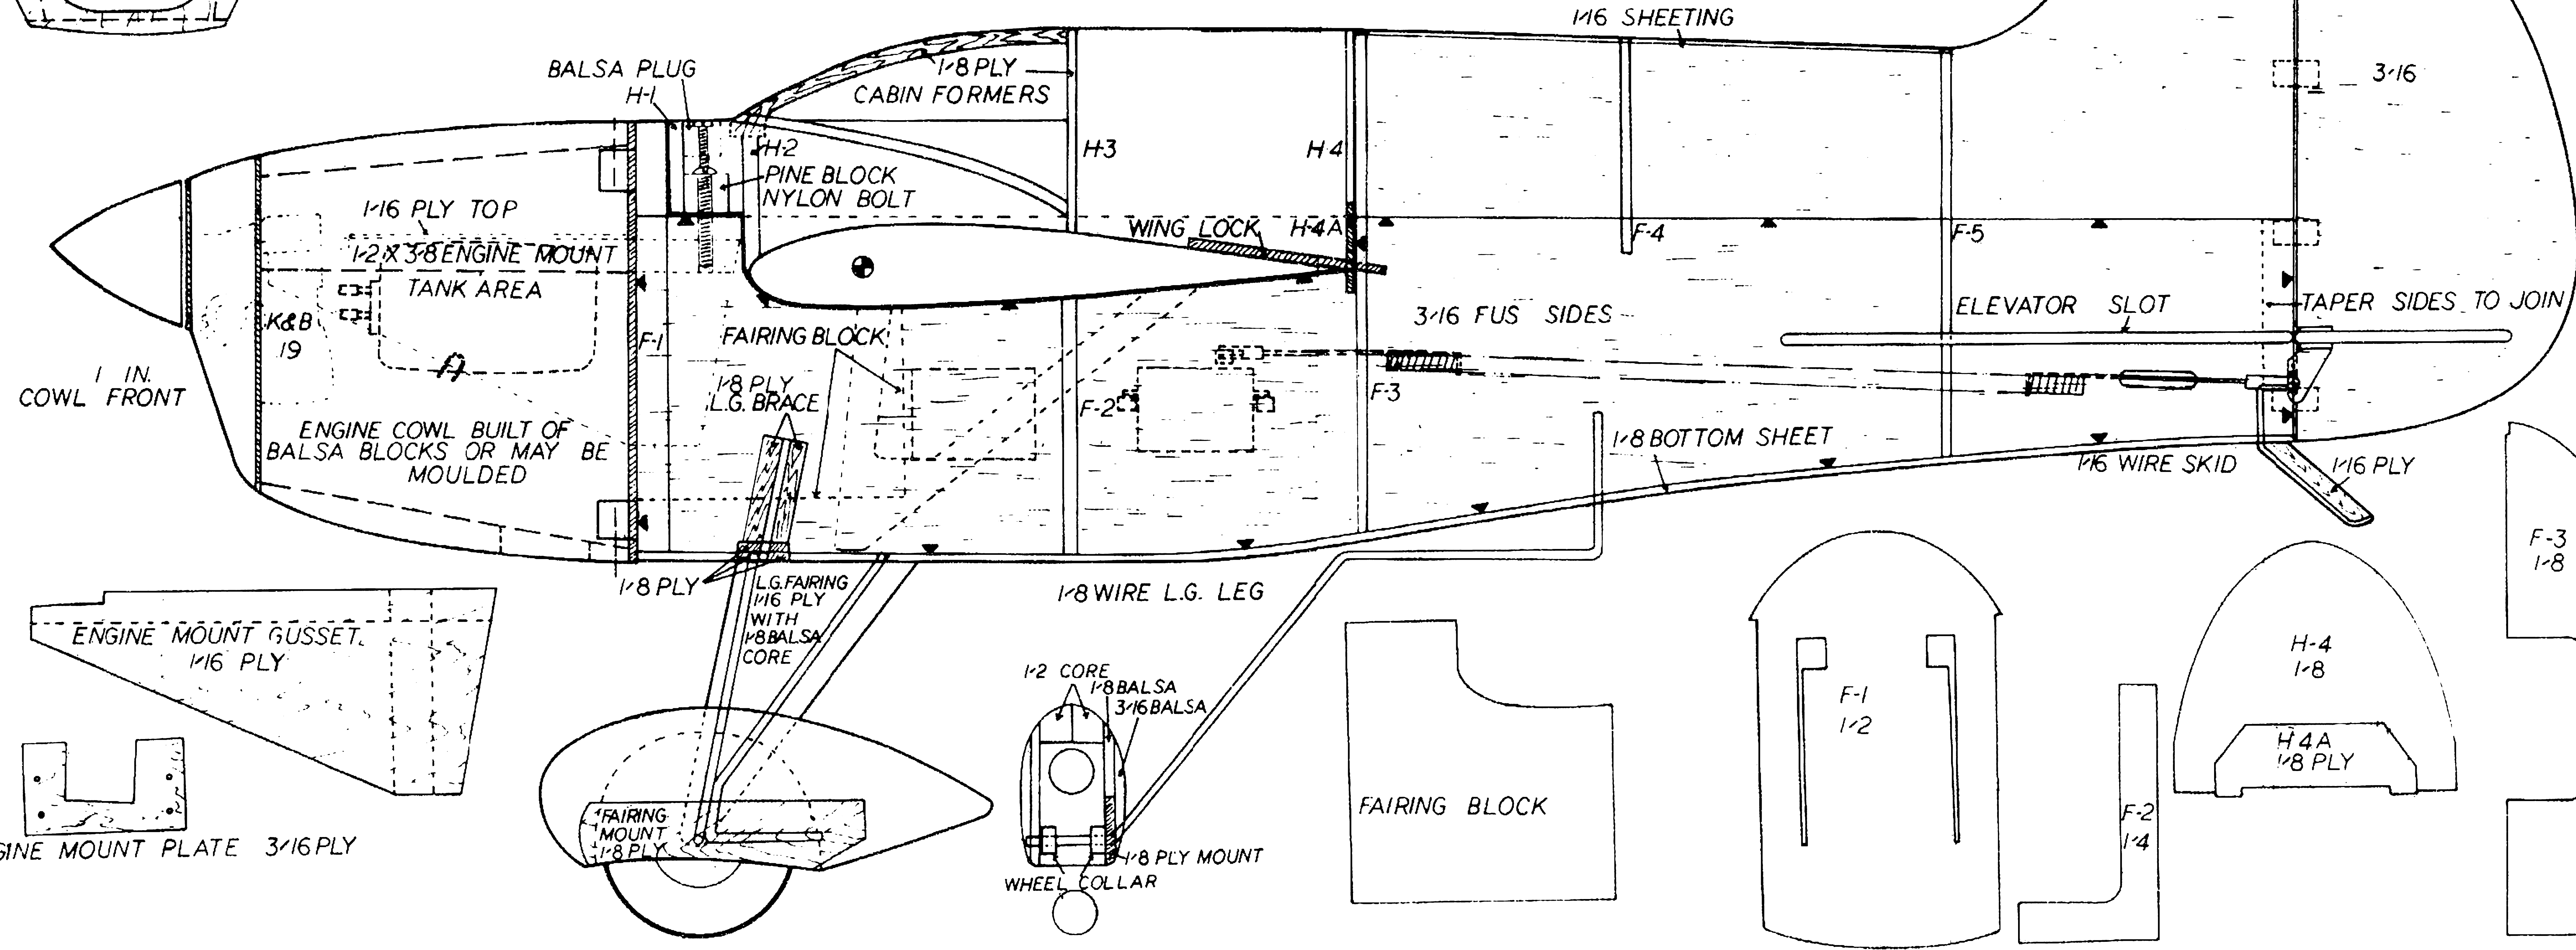 1/16 SHEETING
BALSA PLUG
H-1
1/8 PLY
CABIN FORMERS
3/16
H-2
H-3
H-4
PINE BLOCK
NYLON BOLT
1/16 PLY TOP
1/2 X 3/8 ENGINE MOUNT
TANK AREA
WING LOCK
H-4A
F-4
F-5
K&B
19
F-1
FAIRING BLOCK
3/16 FUS SIDES
ELEVATOR SLOT
TAPER SIDES TO JOIN
1 IN.
COWL FRONT
1/8 PLY
L.G. BRACE
F-2
F-3
ENGINE COWL BUILT OF
BALSA BLOCKS OR MAY BE
MOULDED
1/8 BOTTOM SHEET
1/16 WIRE SKID
1/16 PLY
1/8 PLY
L.G. FAIRING
1/16 PLY
WITH
1/8 BALSA
CORE
1/8 WIRE L.G. LEG
F-3
1/8
ENGINE MOUNT GUSSET.
1/16 PLY
1/2 CORE
1/8 BALSA
3/16 BALSA
F-1
1/2
H-4
1/8
H4A
1/8 PLY
FAIRING
MOUNT
1/8 PLY
FAIRING BLOCK
F-2
1/4
GINE MOUNT PLATE 3/16 PLY
1/8 PLY MOUNT
WHEEL COLLAR